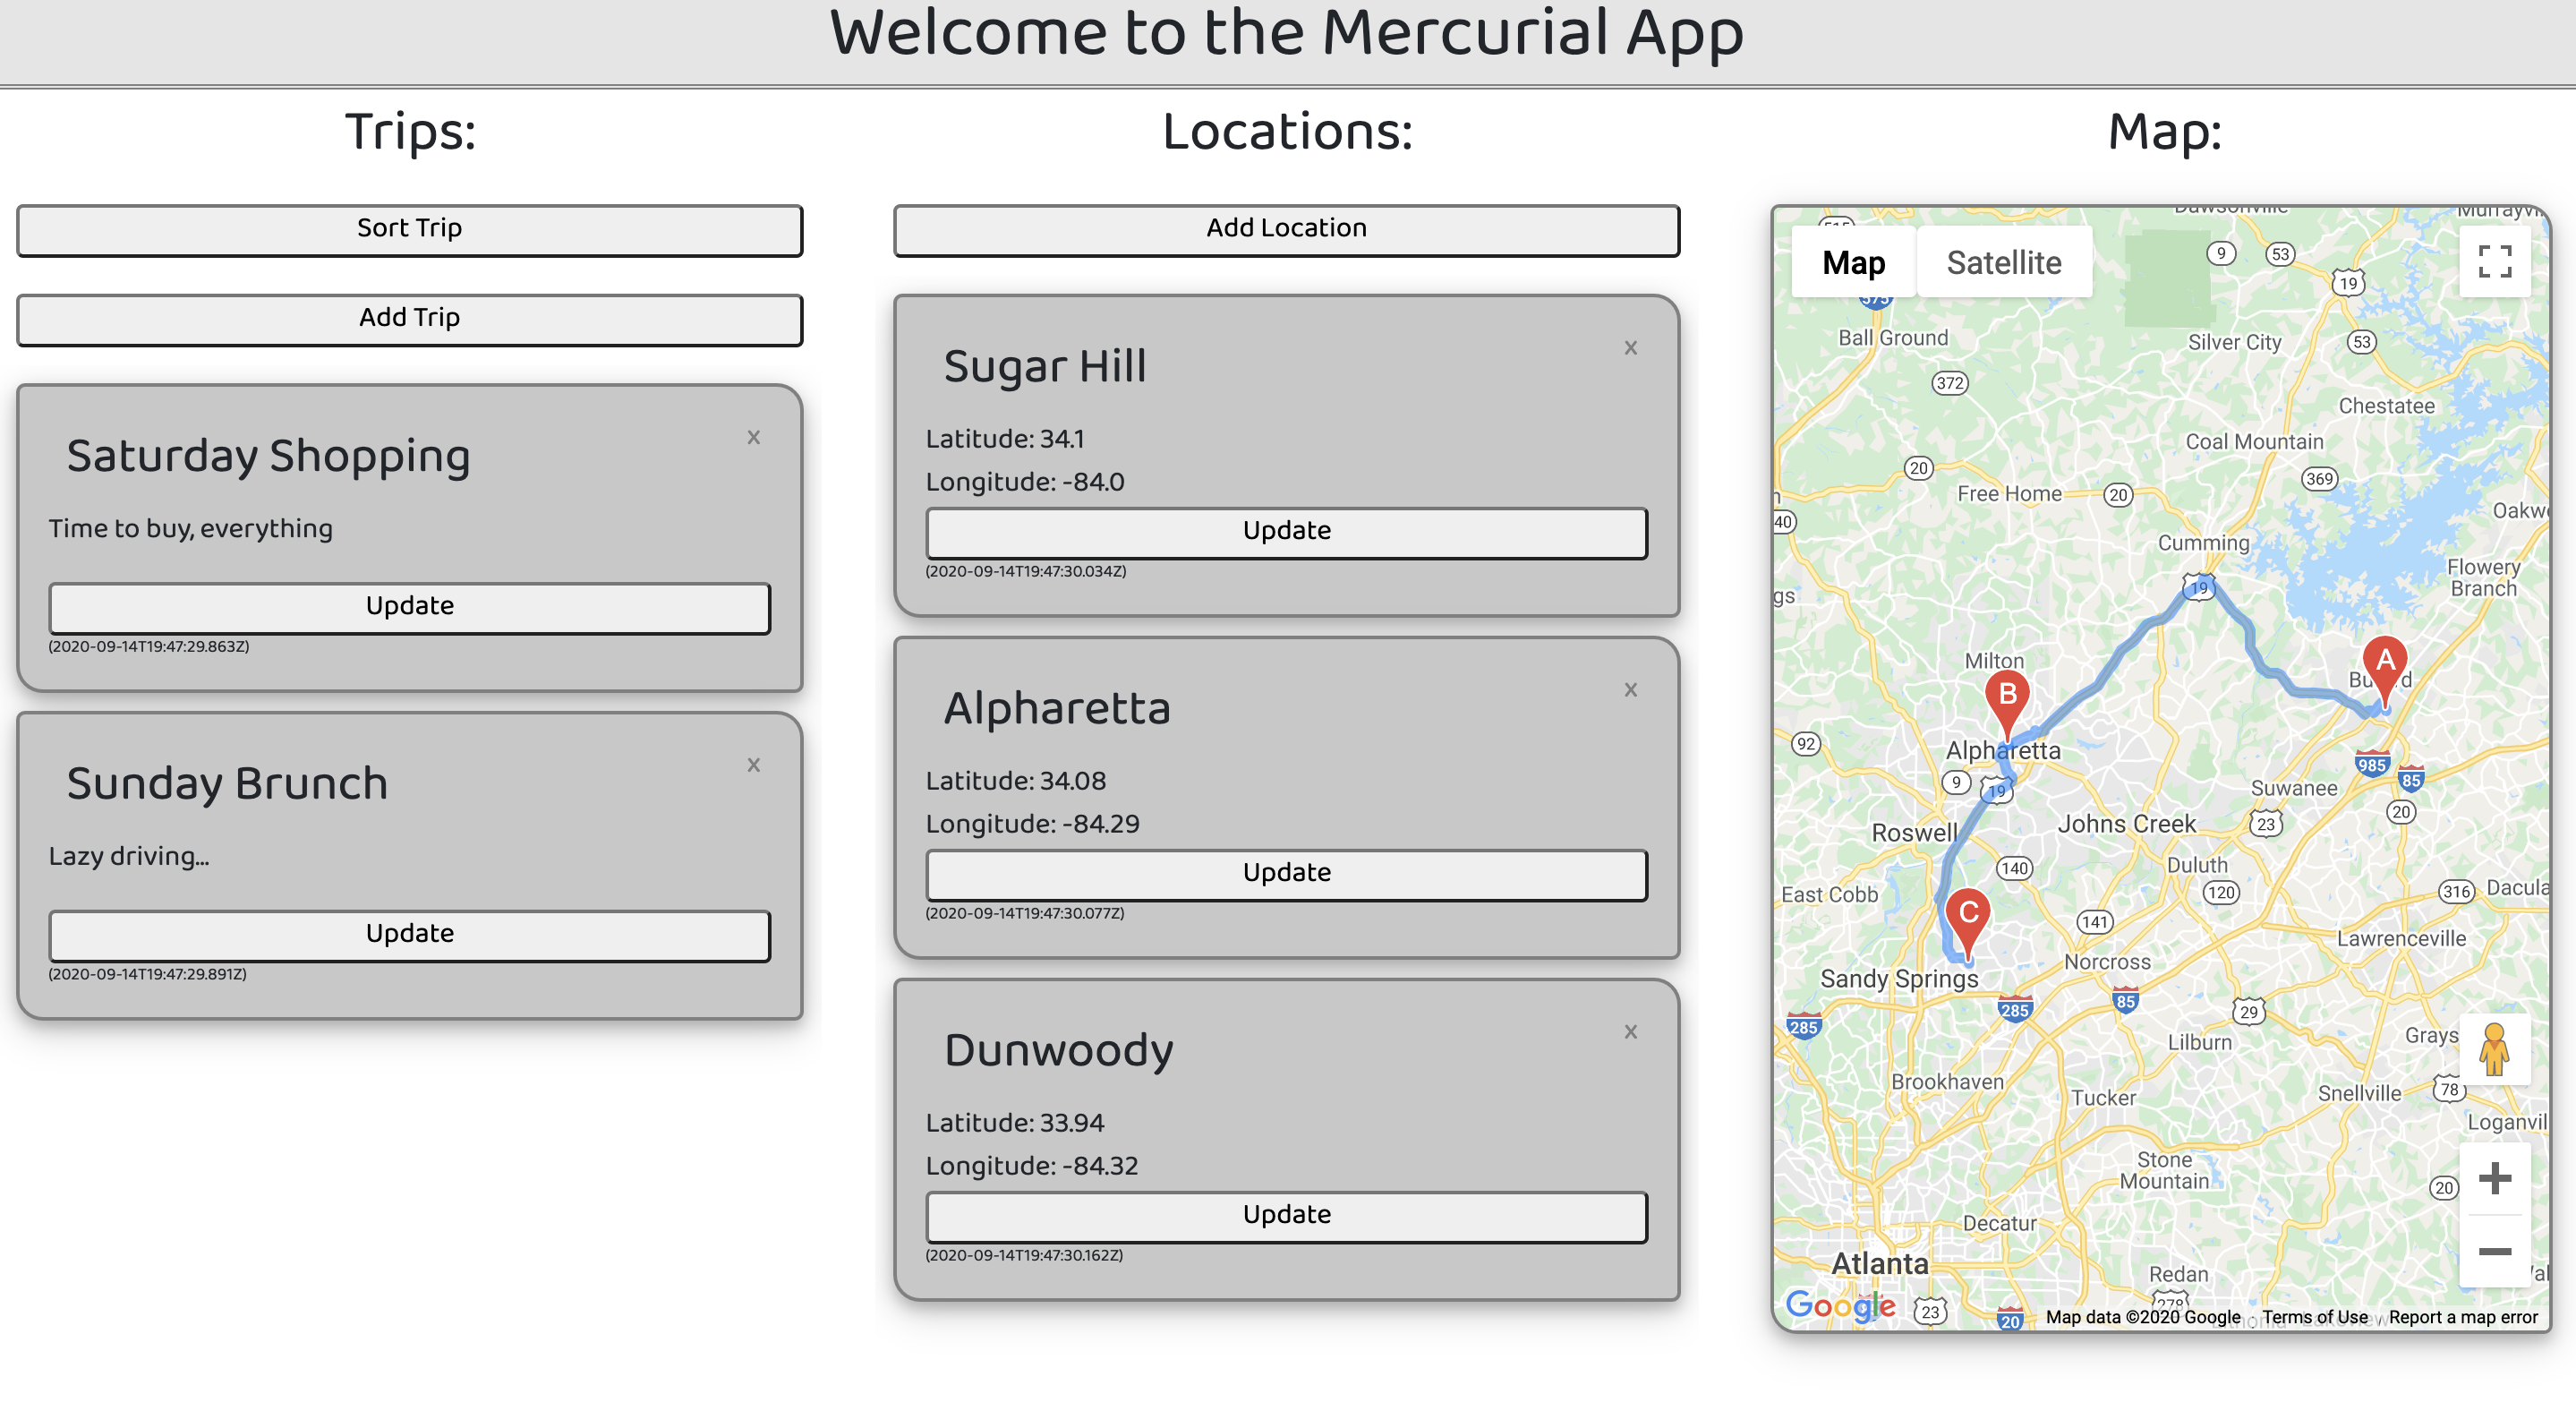 Welcome to the Mercurial App
Trips:
Sort Trip
Add Trip
Saturday Shopping
x
Time to buy, everything
Update
(2020-09-14T19:47:29.863Z)
Sunday Brunch
x
Lazy driving...
Update
(2020-09-14T19:47:29.891Z)
Locations:
Add Location
Sugar Hill
x
Latitude: 34.1
Longitude: -84.0
Update
(2020-09-14T19:47:30.034Z)
Alpharetta
x
Latitude: 34.08
Longitude: -84.29
Update
(2020-09-14T19:47:30.077Z)
Dunwoody
x
Latitude: 33.94
Longitude: -84.32
Update
(2020-09-14T19:47:30.162Z)
Map:
Map
Satellite
9
53
19
575
Ball Ground
Silver City
53
372
Chestatee
Coal Mountain
20
369
Free Home
20
40
Cumming
Flowery
Branch
19
gs
Milton
A
B
92
Alpharetta
985
85
9
19
Suwanee
20
Roswell
Johns Creek
23
140
Duluth
East Cobb
120
316
Dacula
C
141
Lawrenceville
Sandy Springs
Norcross
285
285
85
29
Lilburn
Grays
Brookhaven
Tucker
Snellville
78
Loganvil
Stone
Mountain
20
Decatur
Atlanta
Redan
278
Google
23
20
Map data ©2020 Google
Terms of Use
Report a map error